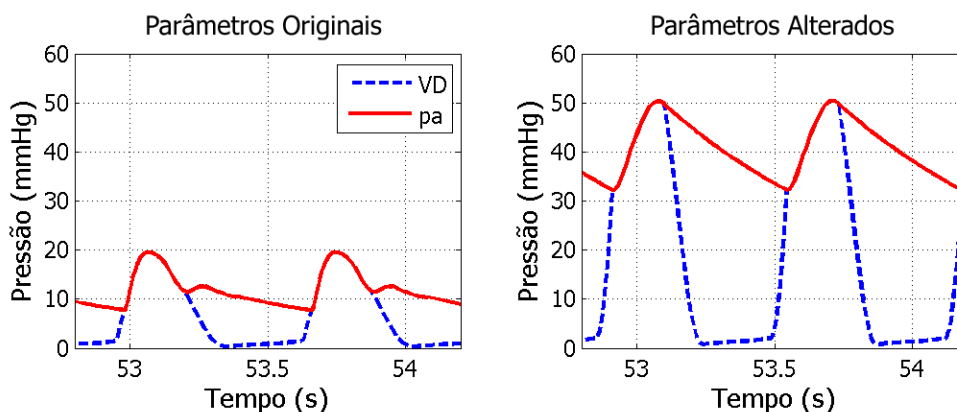 Parâmetros Originais
Parâmetros Alterados
60
50
40
30
20
10
0
Pressão (mmHg)
VD
pa
53
53.5
54
Tempo (s)
60
50
40
30
20
10
0
Pressão (mmHg)
53
53.5
54
Tempo (s)